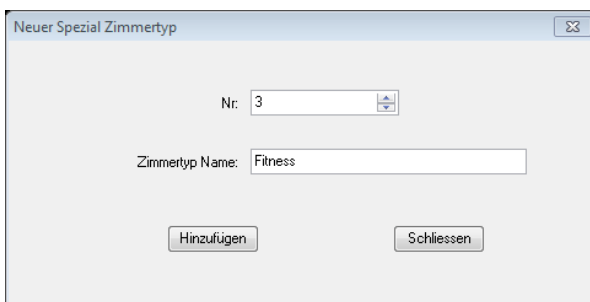 Neuer Spezial Zimmertyp
Nr: 3
Zimmertyp Name: Fitness
Hinzufügen Schliessen